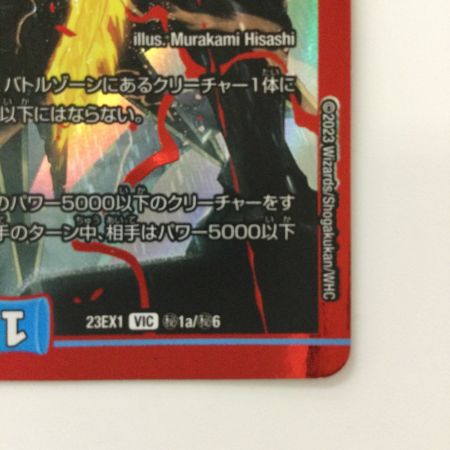 illus. Murakami Hisashi
バトルゾーンにあるクリーチャー1体に
以下にはならない。
のパワー5000以下のクリーチャーをす
手のターン中、相手はパワー5000以下
23EX1 VIC ㊙1a/㊙6
1
©2023 Wizards/Shogakukan/WHC